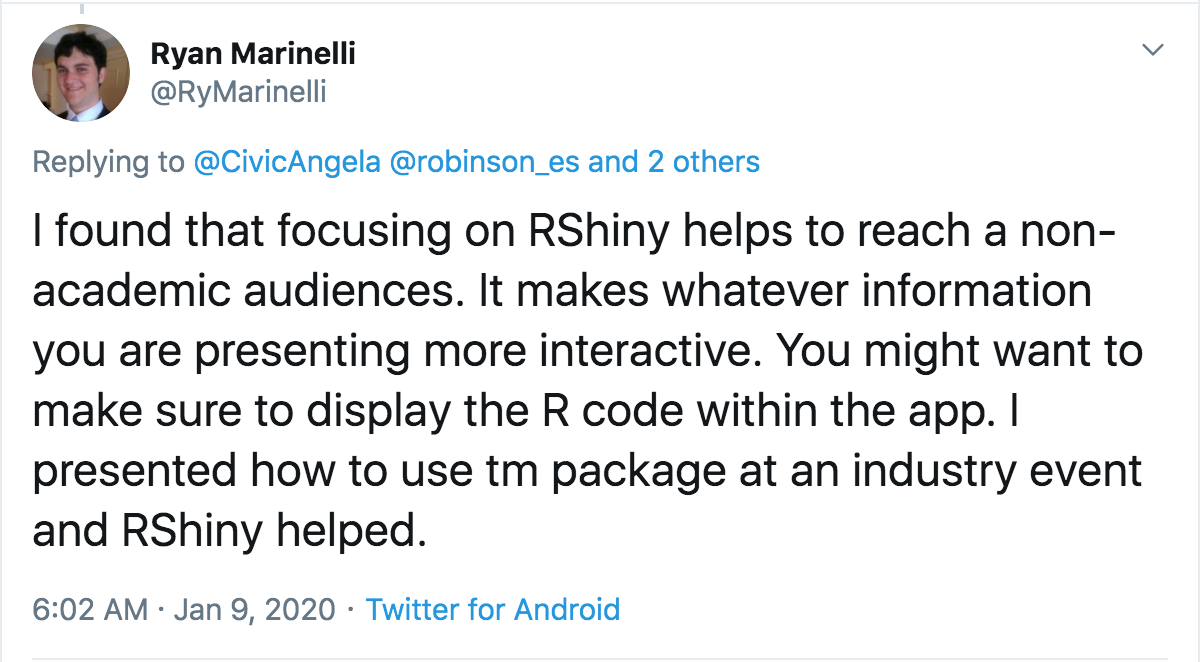 Ryan Marinelli
@RyMarinelli
Replying to @CivicAngela @robinson_es and 2 others
I found that focusing on RShiny helps to reach a non-
academic audiences. It makes whatever information
you are presenting more interactive. You might want to
make sure to display the R code within the app. I
presented how to use tm package at an industry event
and RShiny helped.
6:02 AM · Jan 9, 2020 · Twitter for Android